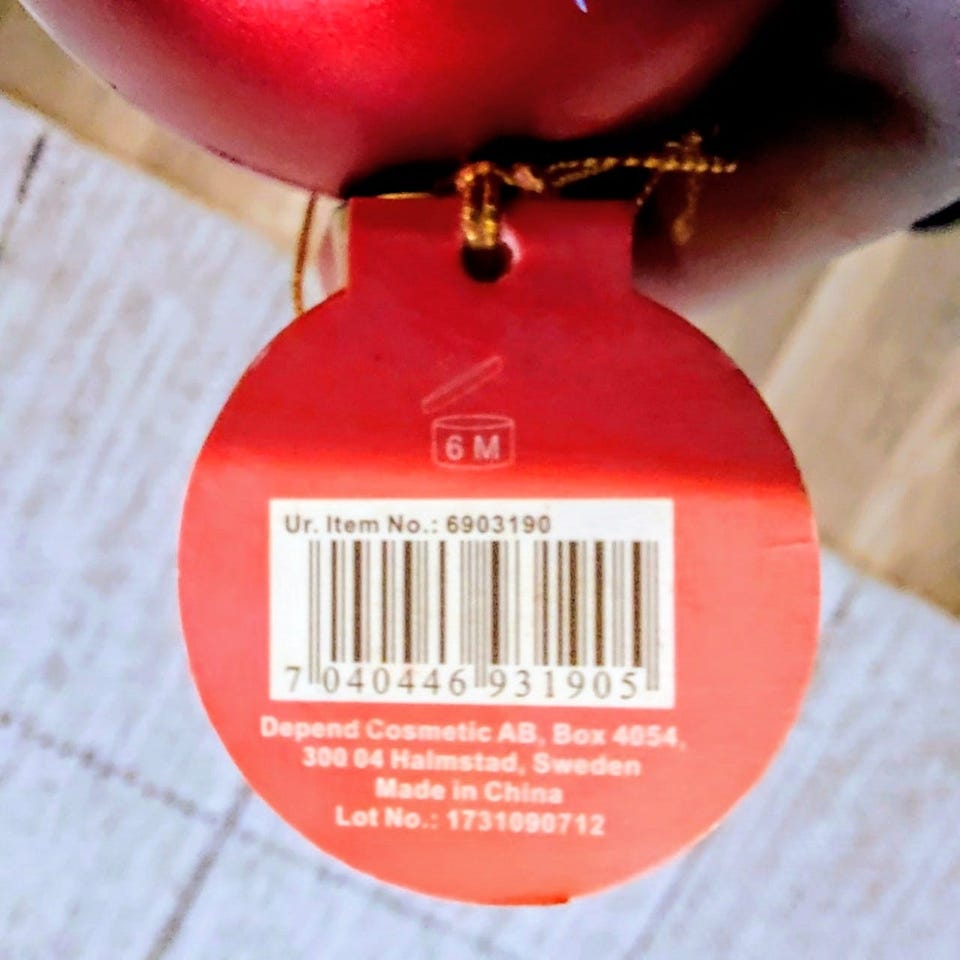 6 M
Ur. Item No.: 6903190
7 040446 931905
Depend Cosmetic AB, Box 4054,
300 04 Halmstad, Sweden
Made in China
Lot No.: 1731090712